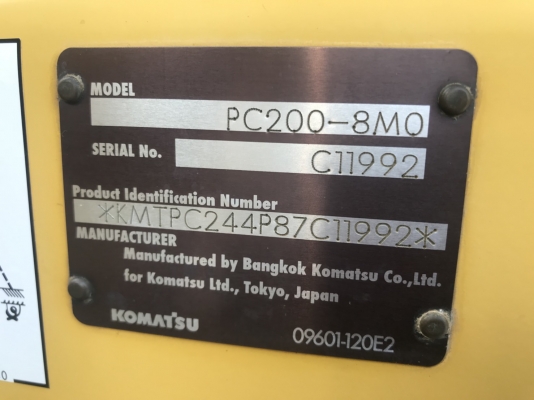 MODEL
PC200-8M0
SERIAL No.
C11992
Product Identification Number
*KMTPC244P87C11992*
MANUFACTURER
Manufactured by Bangkok Komatsu Co.,Ltd.
for Komatsu Ltd., Tokyo, Japan
KOMATSU
09601-120E2
0